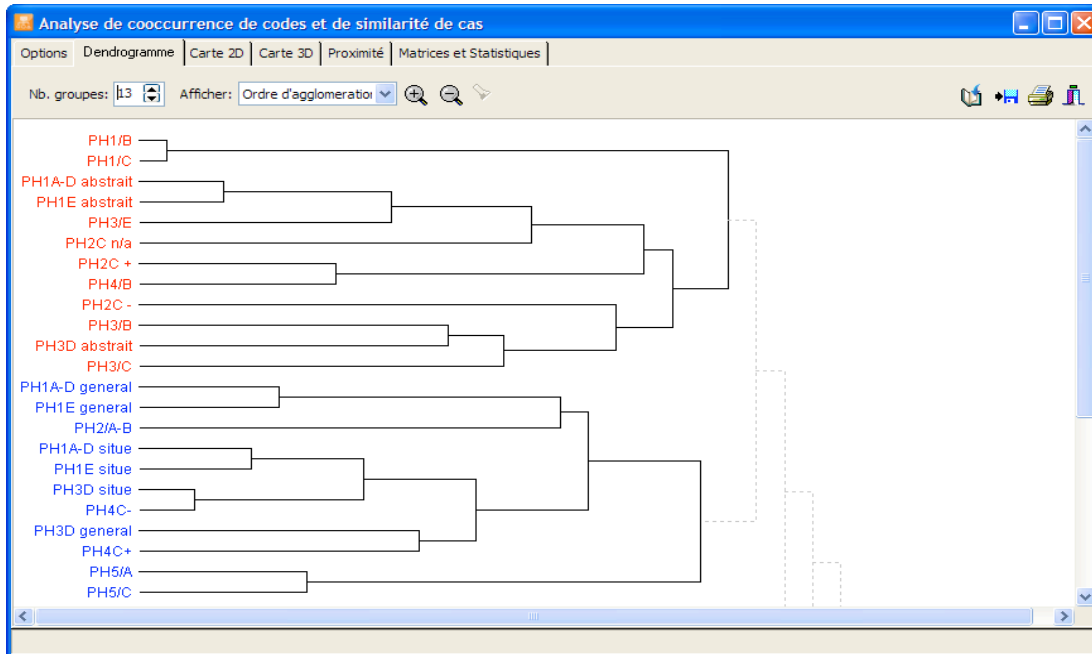 Analyse de cooccurrence de codes et de similarité de cas
Options Dendrogramme Carte 2D Carte 3D Proximité Matrices et Statistiques
Nb. groupes: 13 Afficher: Ordre d'agglomeration
PH1/B
PH1/C
PH1A-D abstrait
PH1E abstrait
PH3/E
PH2C n/a
PH2C +
PH4/B
PH2C -
PH3/B
PH3D abstrait
PH3/C
PH1A-D general
PH1E general
PH2/A-B
PH1A-D situe
PH1E situe
PH3D situe
PH4C-
PH3D general
PH4C+
PH5/A
PH5/C